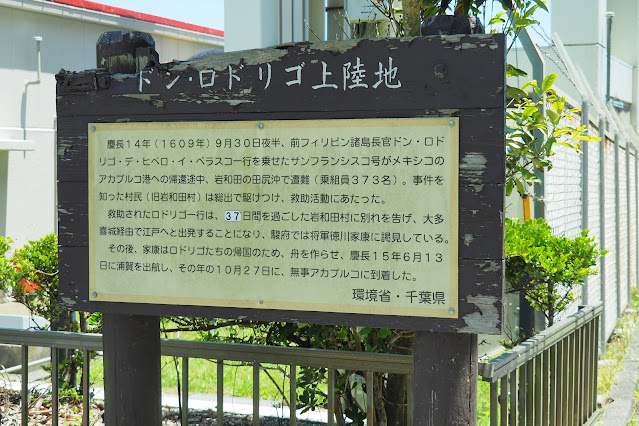 ドン・ロドリゴ上陸地
慶長14年（1609年）9月30日夜半、前フィリピン諸島長官ドン・ロド
リゴ・デ・ビベロ・イ・ベラスコ一行を乗せたサンフランシスコ号がメキシコの
アカプルコ港への帰還途中、岩和田の田尻沖で遭難（乗組員373名）。事件を
知った村民（旧岩和田村）は総出で駆けつけ、救助活動にあたった。
救助されたロドリゴ一行は、37日間を過ごした岩和田村に別れを告げ、大多
喜城経由で江戸へと出発することになり、駿府では将軍徳川家康に謁見している。
その後、家康はロドリゴたちの帰国のため、舟を作らせ、慶長15年6月13
日に浦賀を出航し、その年の10月27日に、無事アカプルコに到着した。
環境省・千葉県